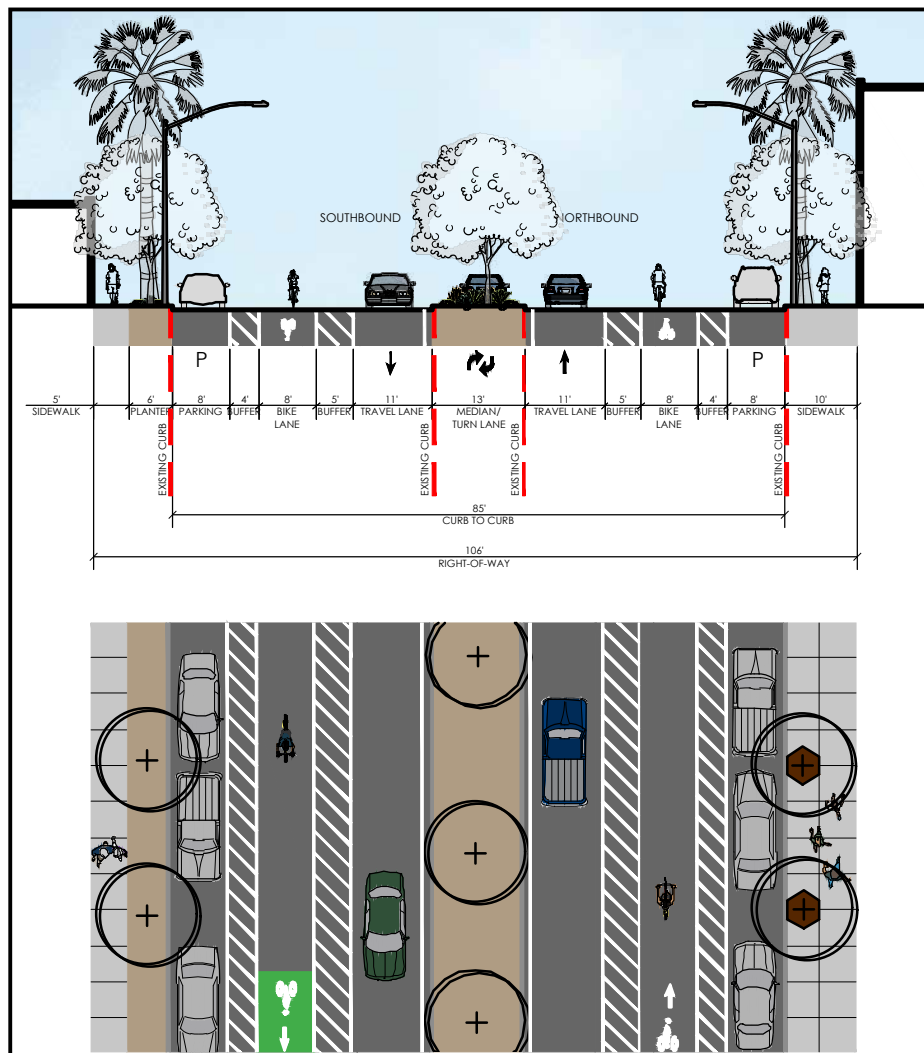 SOUTHBOUND
NORTHBOUND
P
P
5'
6'
8'
4'
8'
5'
11'
13'
11'
5'
8'
4'
8'
10'
SIDEWALK
PLANTER
PARKING
BUFFER
BIKE
LANE
BUFFER
TRAVEL LANE
MEDIAN/
TURN LANE
TRAVEL LANE
BUFFER
BIKE
LANE
BUFFER
PARKING
SIDEWALK
EXISTING CURB
EXISTING CURB
EXISTING CURB
EXISTING CURB
85'
CURB TO CURB
106'
RIGHT-OF-WAY